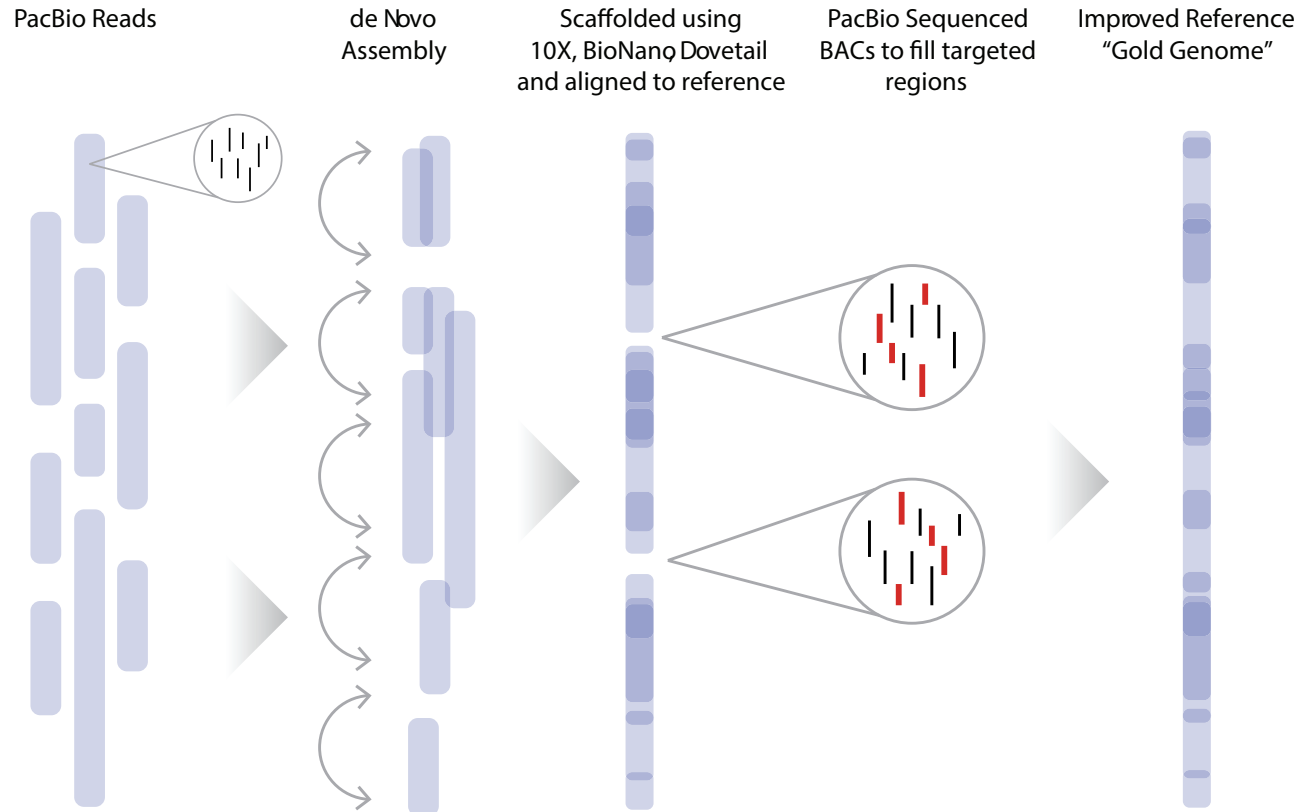 PacBio Reads
de Novo
Assembly
Scaffolded using
10X, BioNano, Dovetail
and aligned to reference
PacBio Sequenced
BACs to fill targeted
regions
Improved Reference
“Gold Genome”